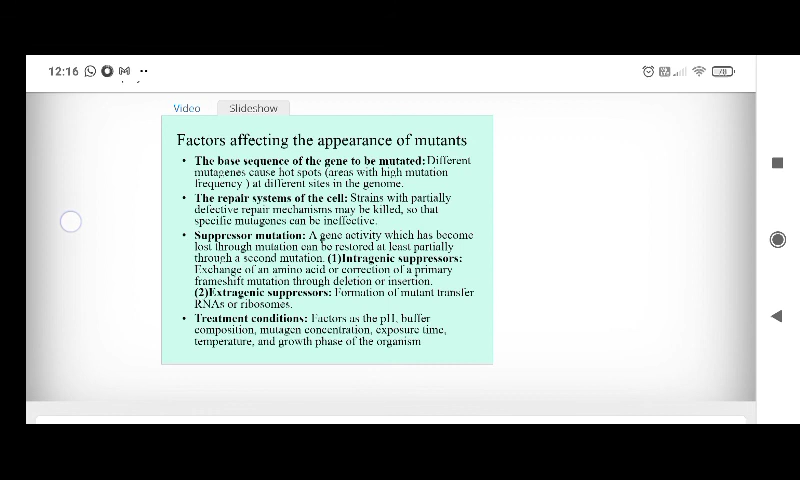 12:16
78
Video Slideshow
Factors affecting the appearance of mutants
• The base sequence of the gene to be mutated: Different
mutagenes cause hot spots (areas with high mutation
frequency ) at different sites in the genome.
• The repair systems of the cell: Strains with partially
defective repair mechanisms may be killed, so that
specific mutagenes can be ineffective.
• Suppressor mutation: A gene activity which has become
lost through mutation can be restored at least partially
through a second mutation. (1)Intragenic suppressors:
Exchange of an amino acid or correction of a primary
frameshift mutation through deletion or insertion.
(2)Extragenic suppressors: Formation of mutant transfer
RNAs or ribosomes.
• Treatment conditions: Factors as the pH, buffer
composition, mutagen concentration, exposure time,
temperature, and growth phase of the organism